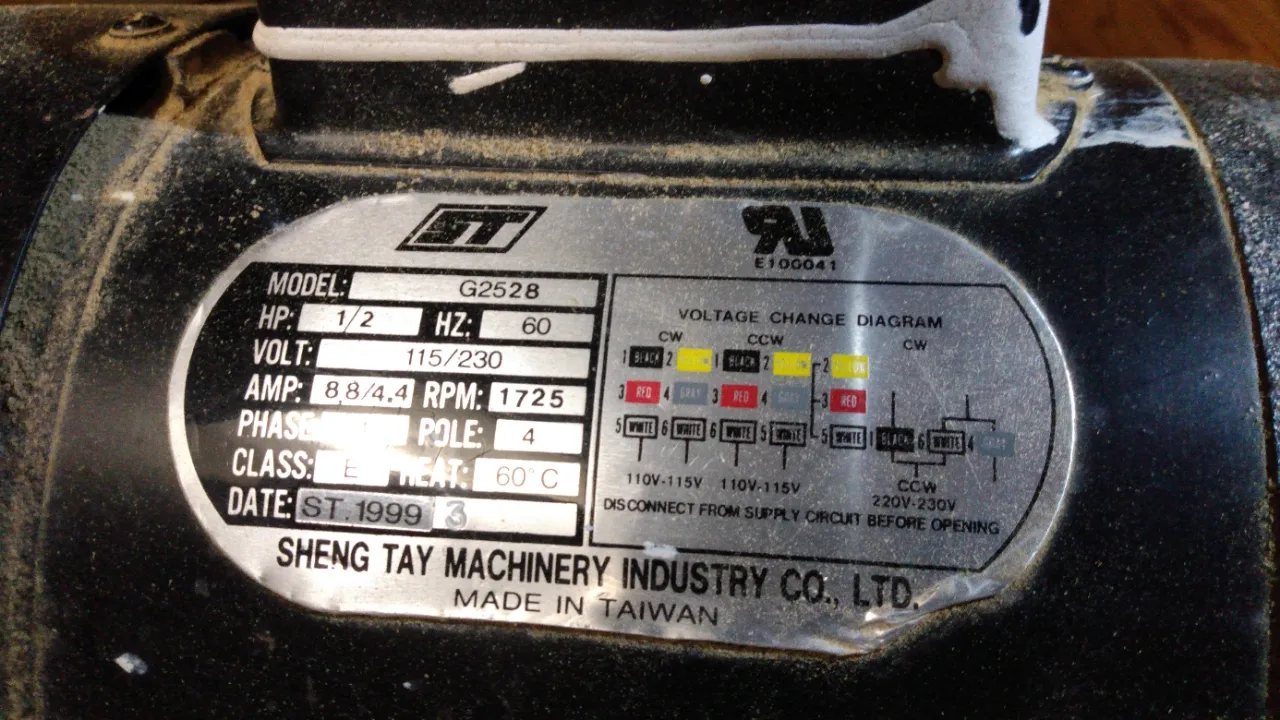 ST
RU
E100041
MODEL: G2528
HP: 1/2 HZ: 60
VOLT: 115/230
AMP: 8.8/4.4 RPM: 1725
PHASE POLE: 4
CLASS: E HEAT: 60°C
DATE: ST.1999 3
VOLTAGE CHANGE DIAGRAM
CW CCW CW
1 BLACK 2 1 BLACK 2 2
3 RED 4 GRAY 3 RED 4 GRAY 3 RED
5 WHITE 6 WHITE 6 WHITE 5 WHITE 5 WHITE BLACK 6 WHITE 4 GRAY
110V-115V 110V-115V CCW
220V-230V
DISCONNECT FROM SUPPLY CIRCUIT BEFORE OPENING
SHENG TAY MACHINERY INDUSTRY CO., LTD.
MADE IN TAIWAN